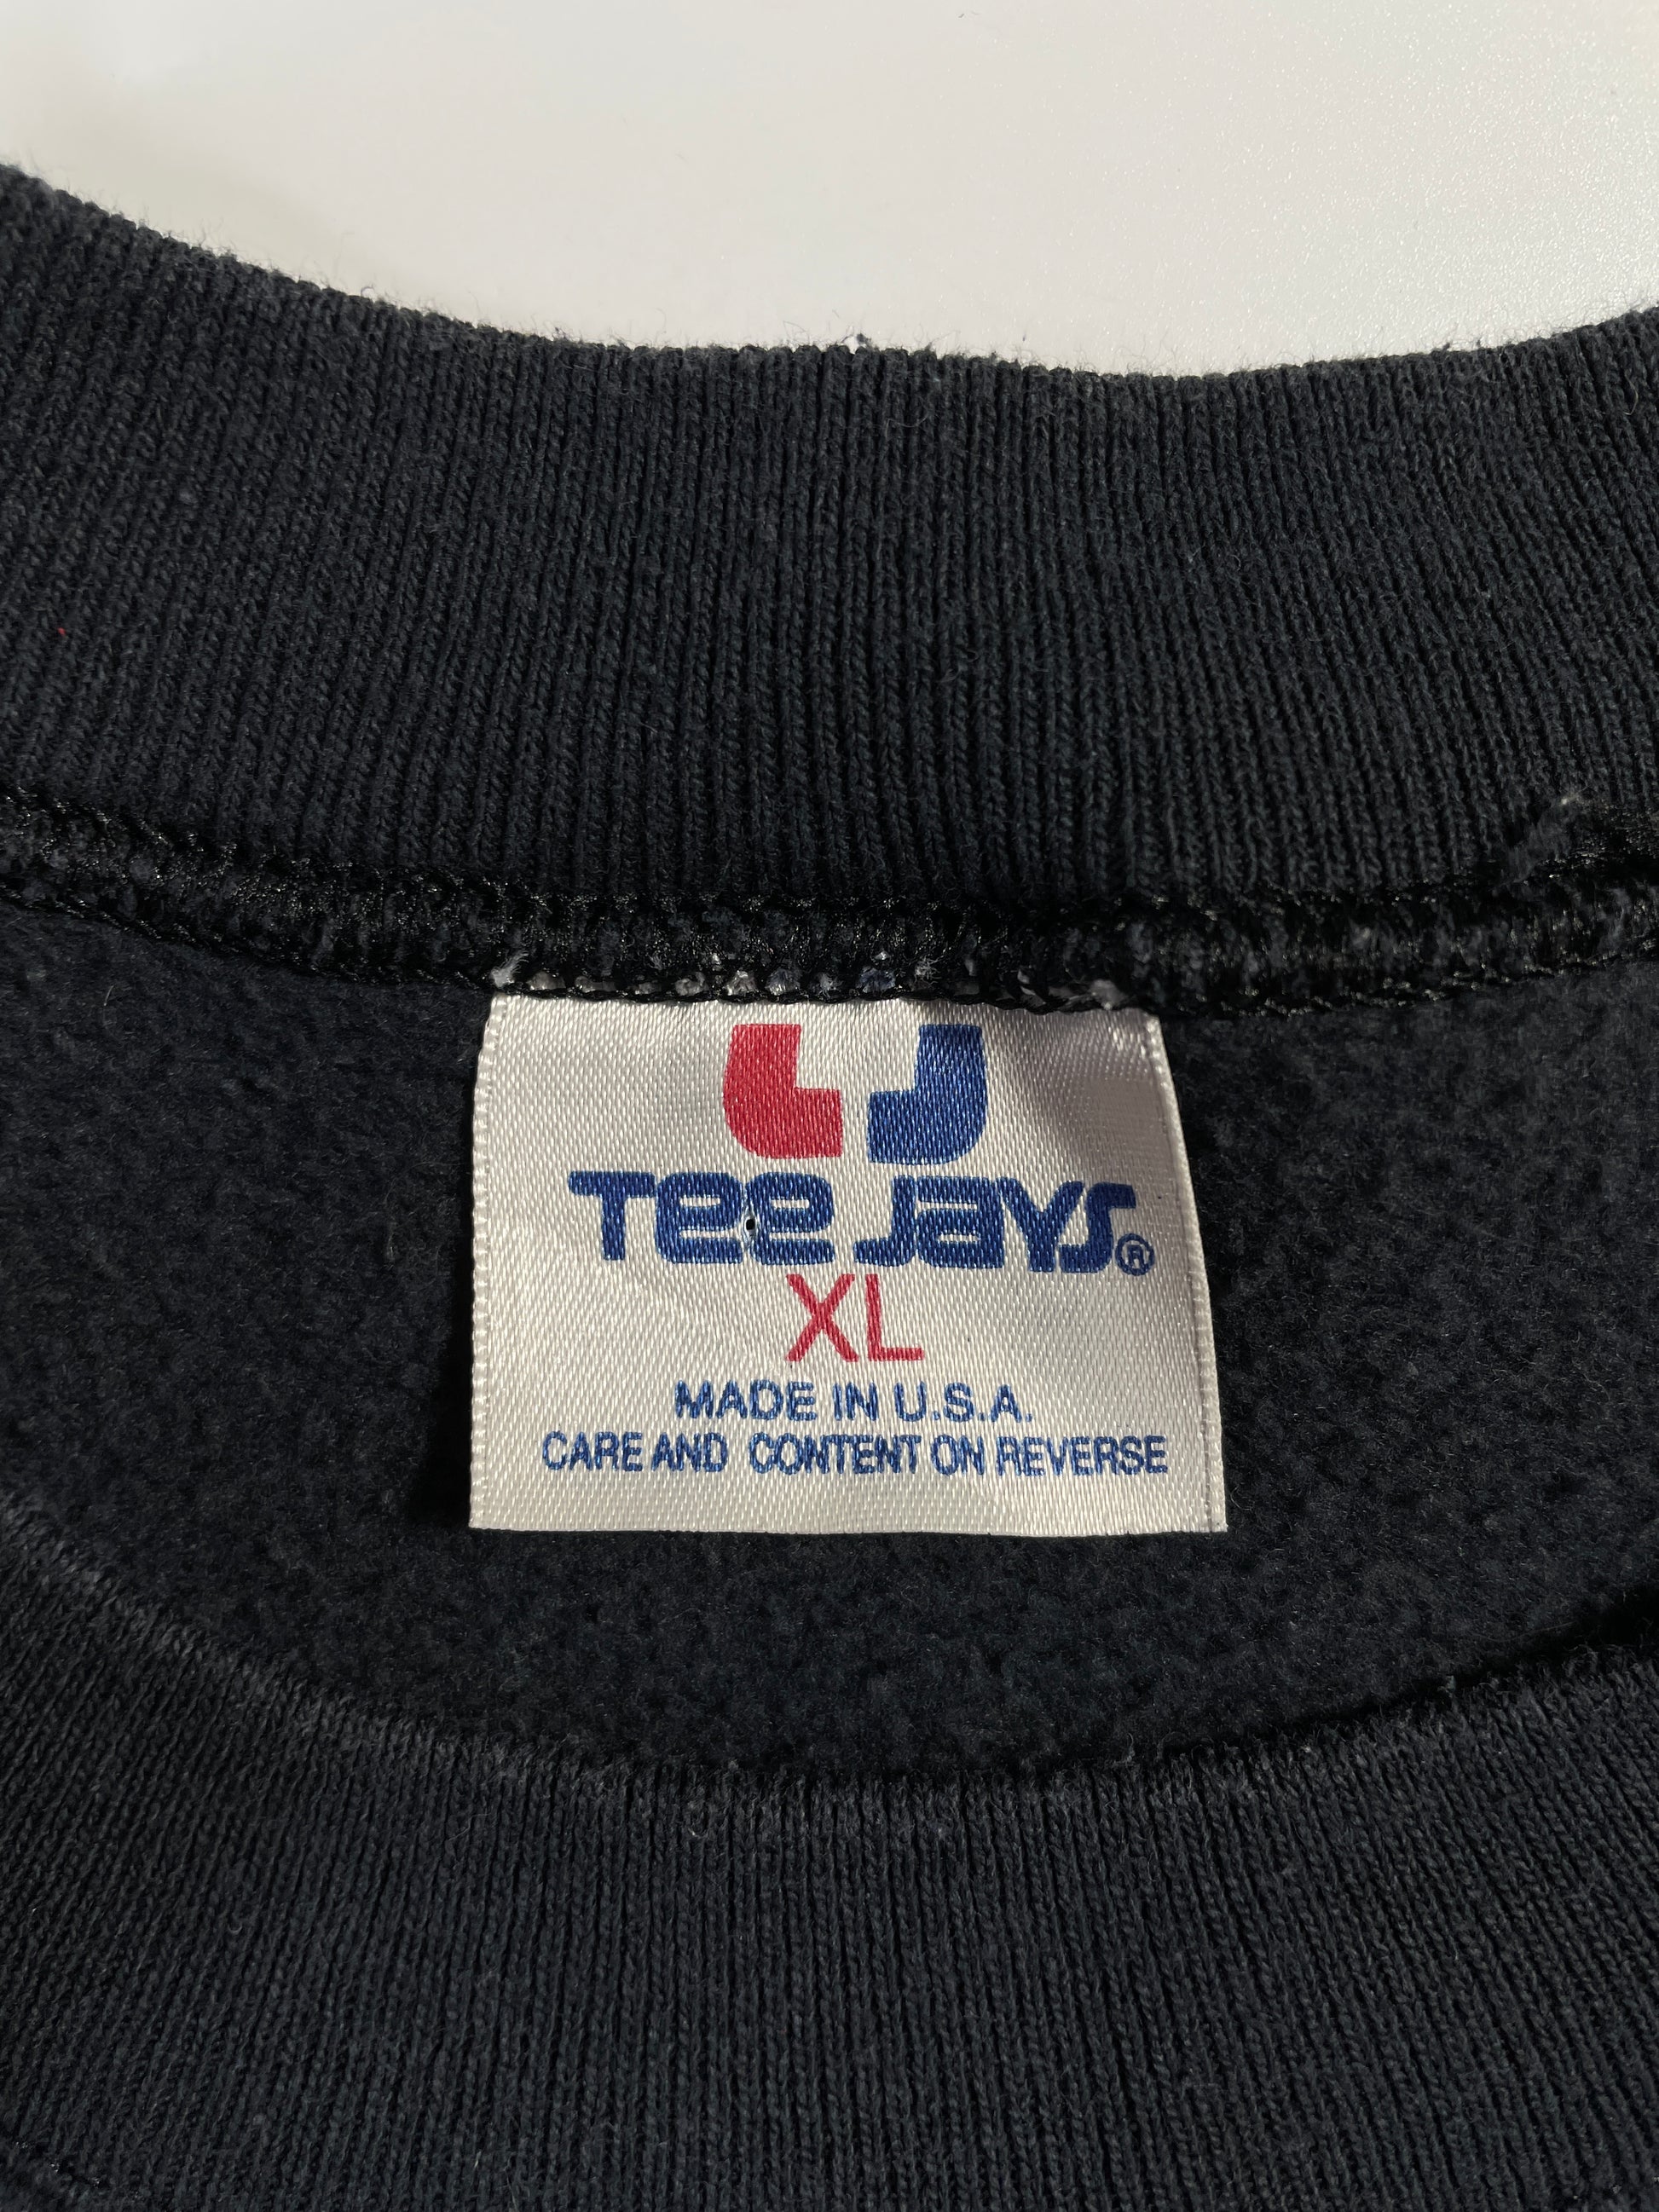 Tee Jays®
XL
MADE IN U.S.A.
CARE AND CONTENT ON REVERSE